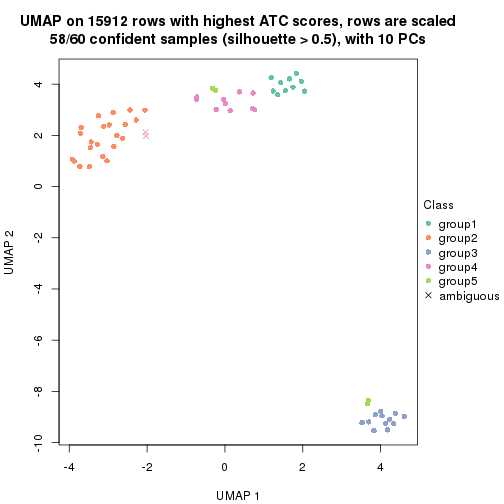 UMAP on 15912 rows with highest ATC scores, rows are scaled
58/60 confident samples (silhouette > 0.5), with 10 PCs
4
2
0
-2
-4
-6
-8
-10
UMAP 2
-4
-2
0
2
4
UMAP 1
Class
group1
group2
group3
group4
group5
ambiguous